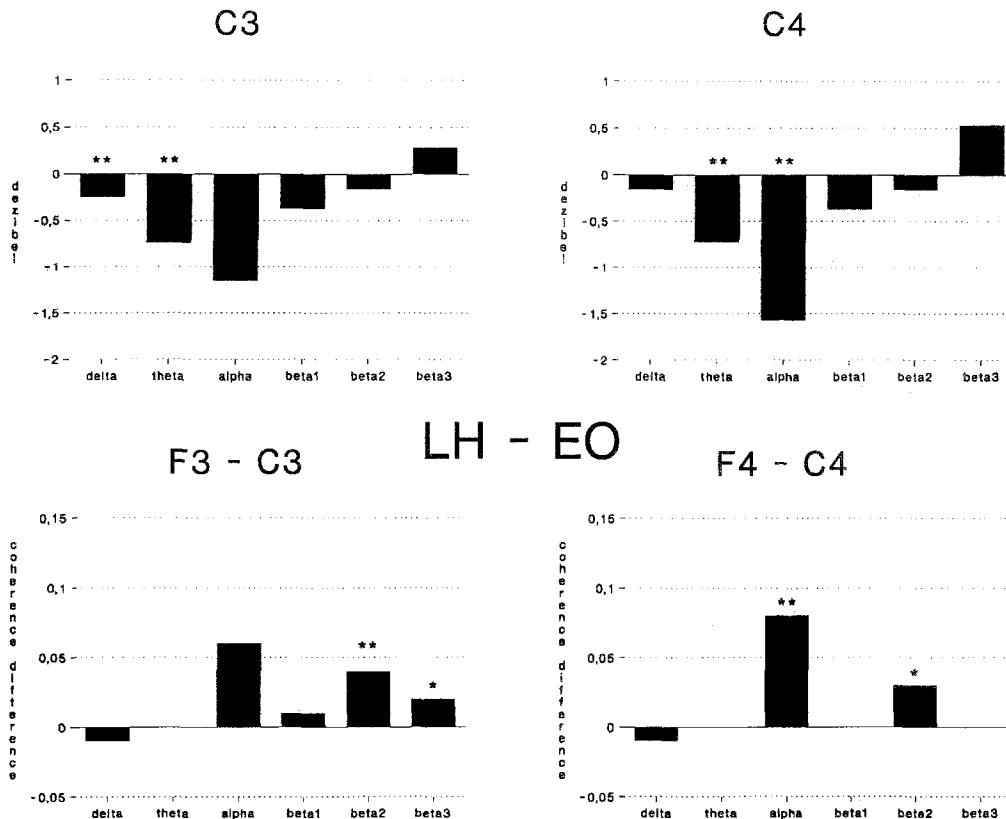 C3
dezibel
1
0,5
0
-0,5
-1
-1,5
-2
** **
delta theta alpha beta1 beta2 beta3
C4
dezibel
1
0,5
0
-0,5
-1
-1,5
-2
** **
delta theta alpha beta1 beta2 beta3
LH - EO
F3 - C3
coherence difference
0,15
0,1
0,05
0
-0,05
**
*
delta theta alpha beta1 beta2 beta3
F4 - C4
coherence difference
0,15
0,1
0,05
0
-0,05
**
*
delta theta alpha beta1 beta2 beta3